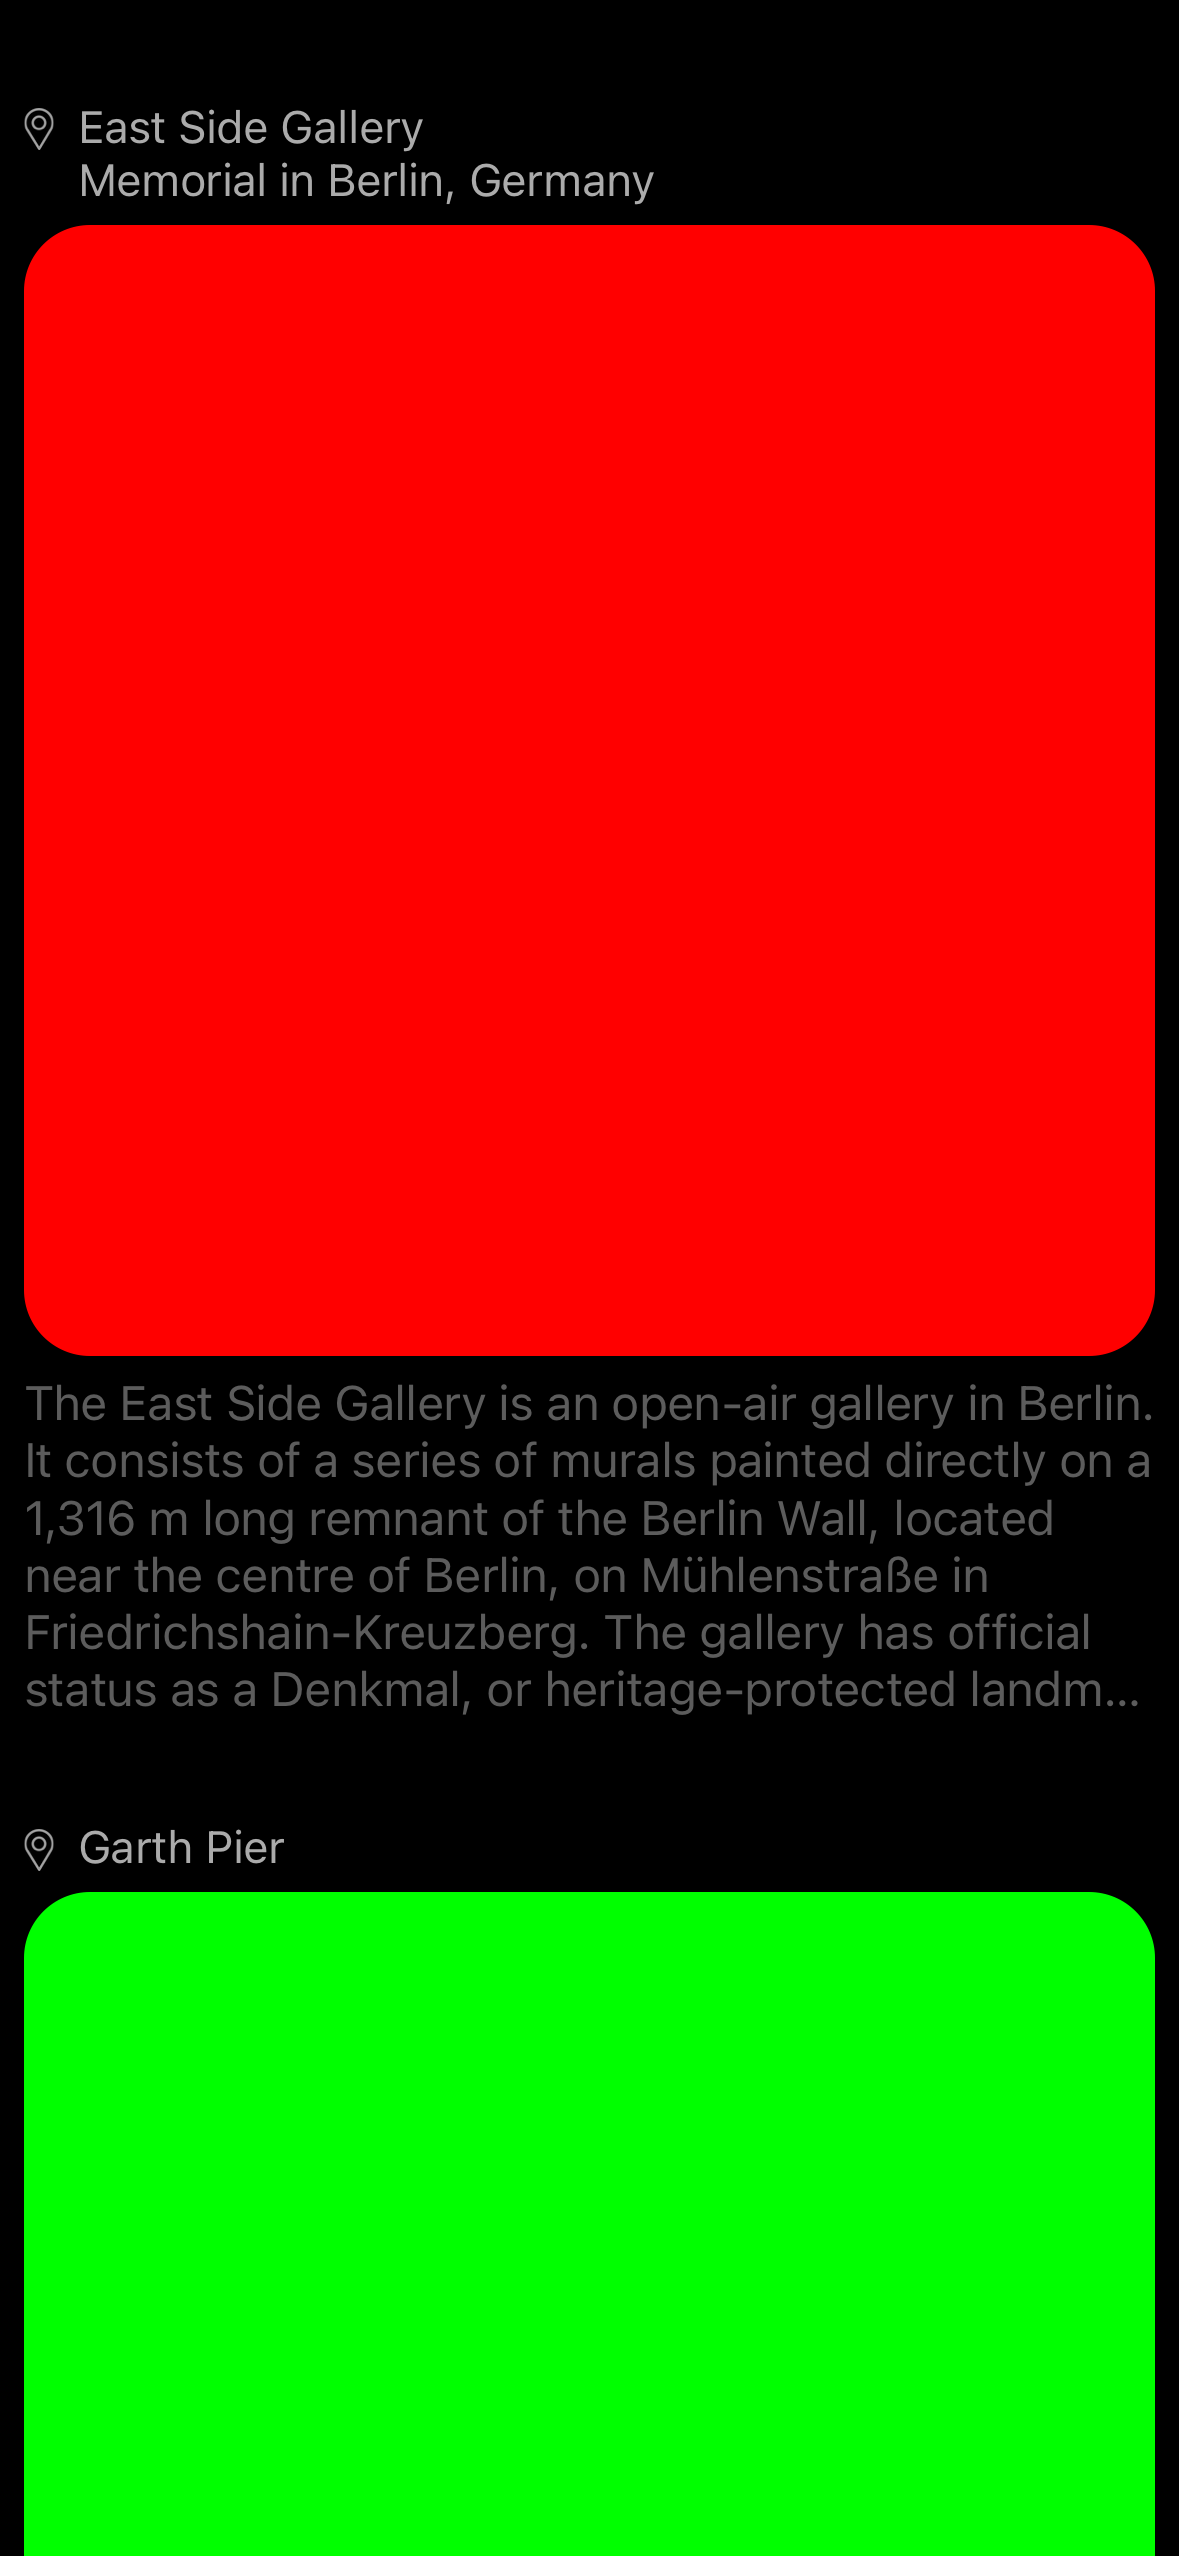 East Side Gallery
Memorial in Berlin, Germany
The East Side Gallery is an open-air gallery in Berlin.
It consists of a series of murals painted directly on a
1,316 m long remnant of the Berlin Wall, located
near the centre of Berlin, on Mühlenstraße in
Friedrichshain-Kreuzberg. The gallery has official
status as a Denkmal, or heritage-protected landm...
Garth Pier